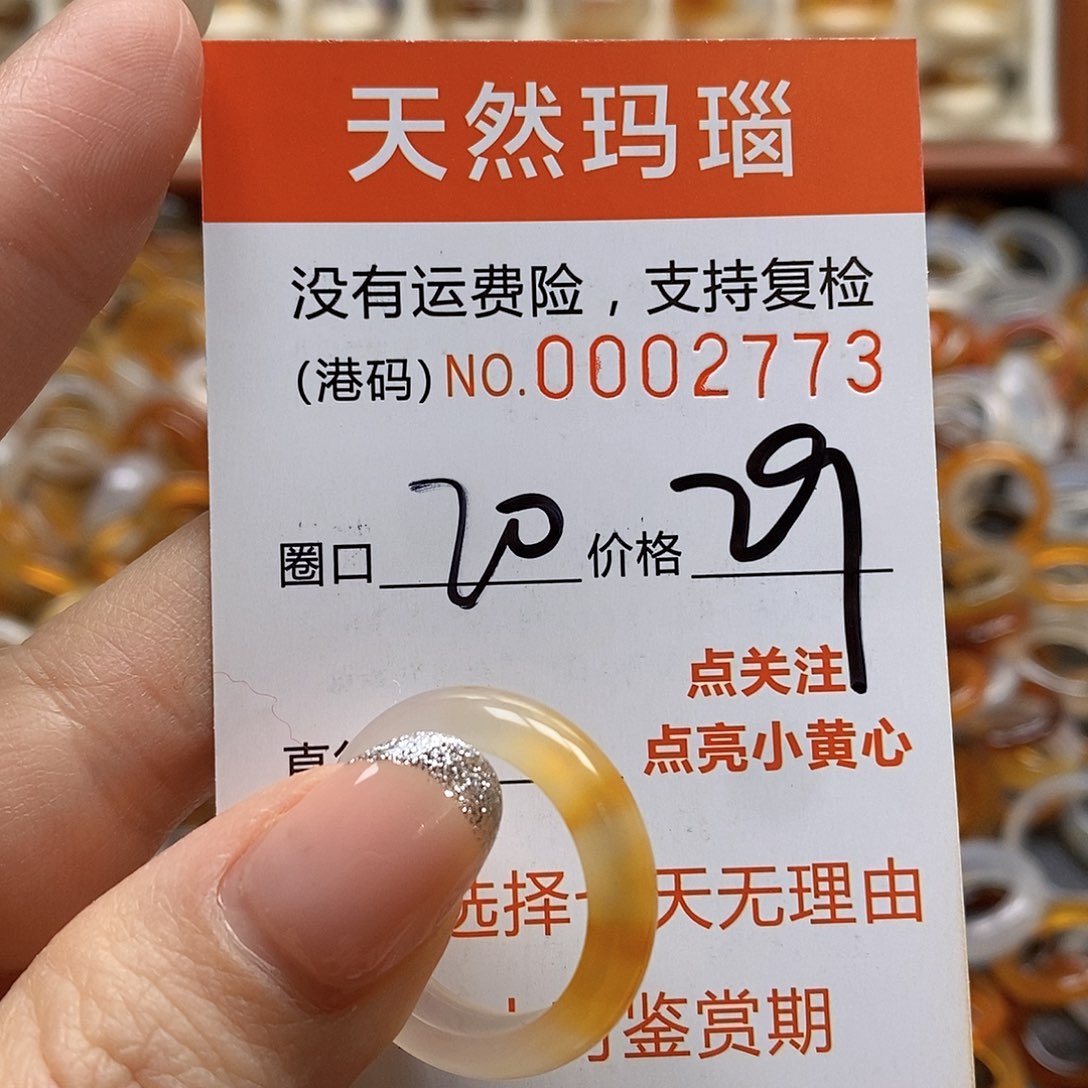 天然玛瑙
没有运费险，支持复检
(港码) NO.0002773
圈口 20 价格 29
点关注
点亮小黄心
选择 天无理由
鉴赏期